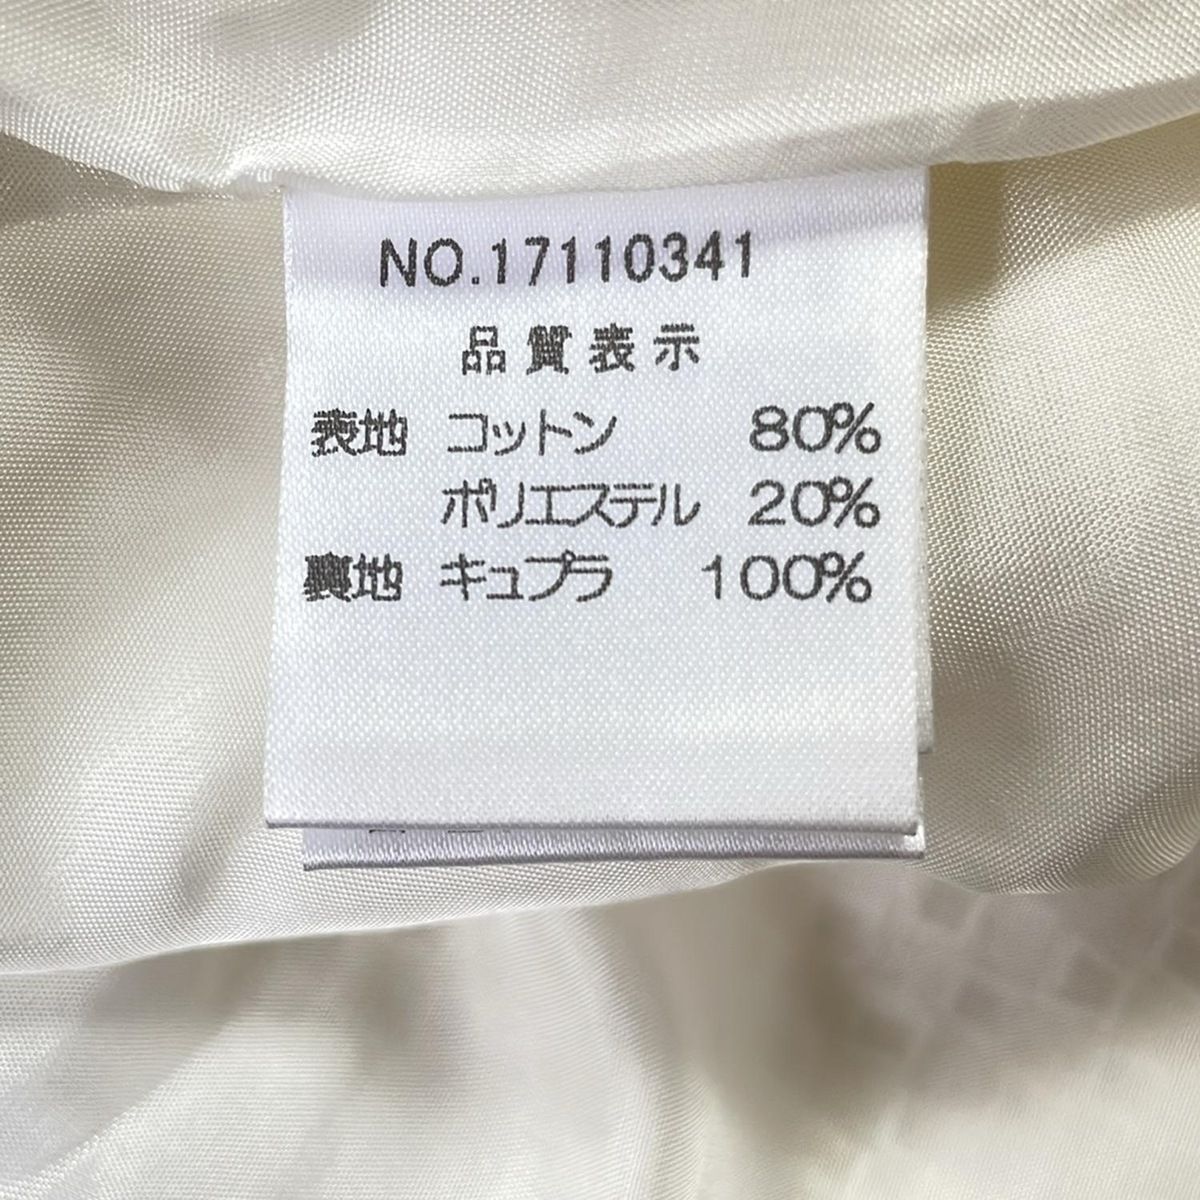 NO.17110341
品質表示
表地 コットン 80%
ポリエステル 20%
裏地 キュプラ 100%